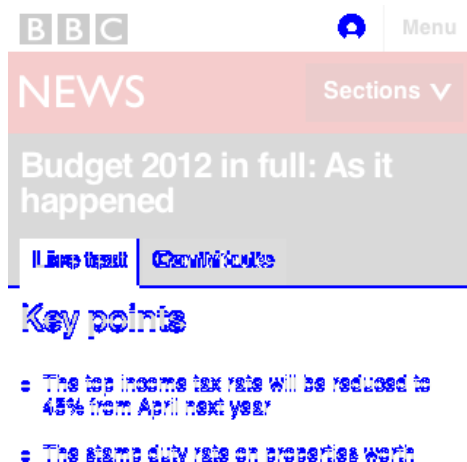 BBC
Menu
NEWS
Sections
Budget 2012 in full: As it
happened
Live text Contribute
Key points
The top income tax rate will be reduced to
45% from April next year
The stamp duty rate on properties worth